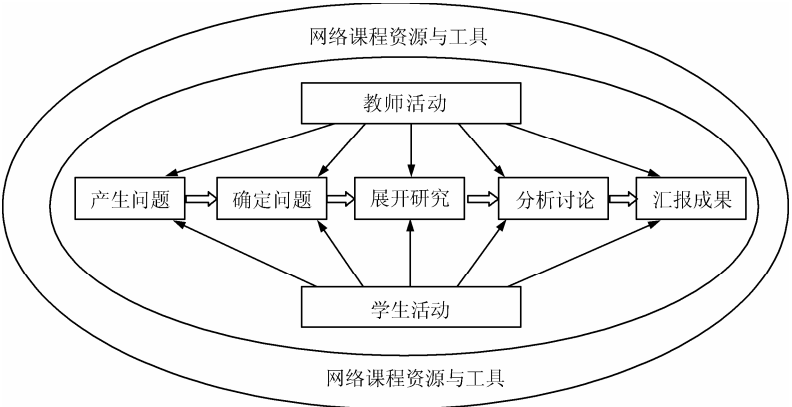 网络课程资源与工具
教师活动
产生问题
确定问题
展开研究
分析讨论
汇报成果
学生活动
网络课程资源与工具